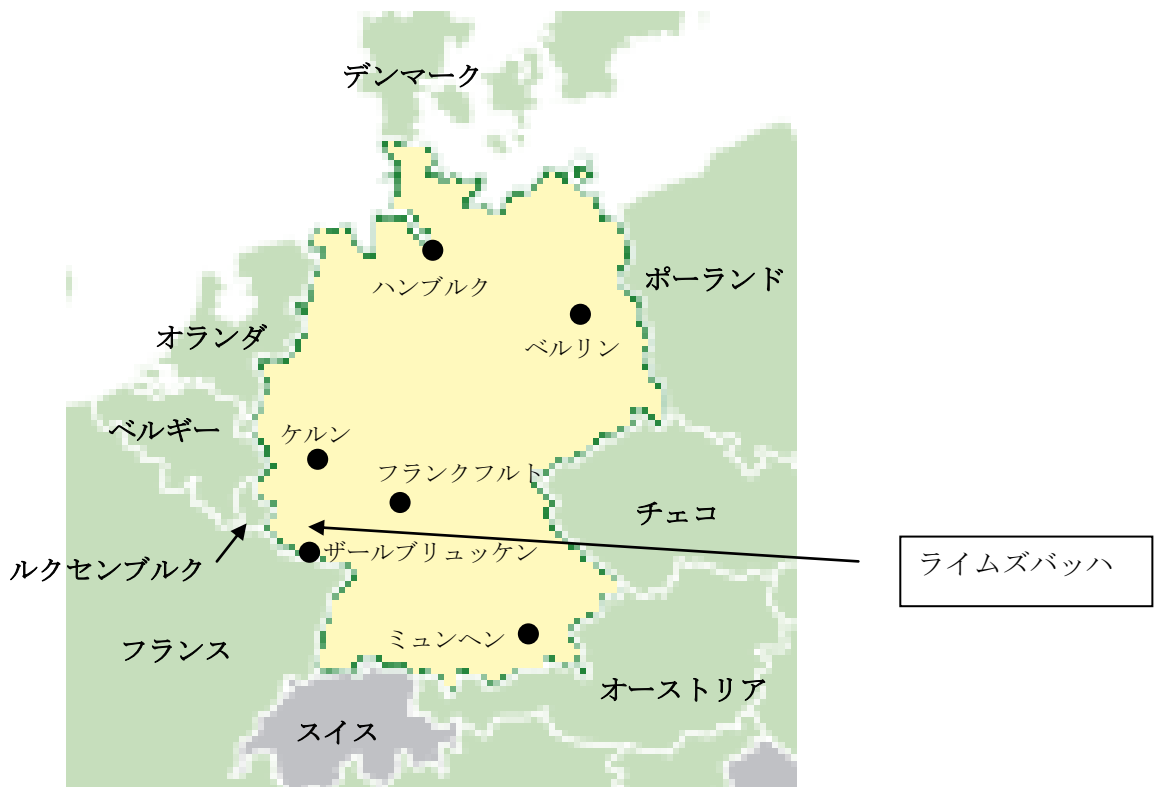 デンマーク
ポーランド
ハンブルク
オランダ
ベルリン
ベルギー
ケルン
フランクフルト
チェコ
ザールブリュッケン
ライムズバッハ
ルクセンブルク
ミュンヘン
フランス
オーストリア
スイス